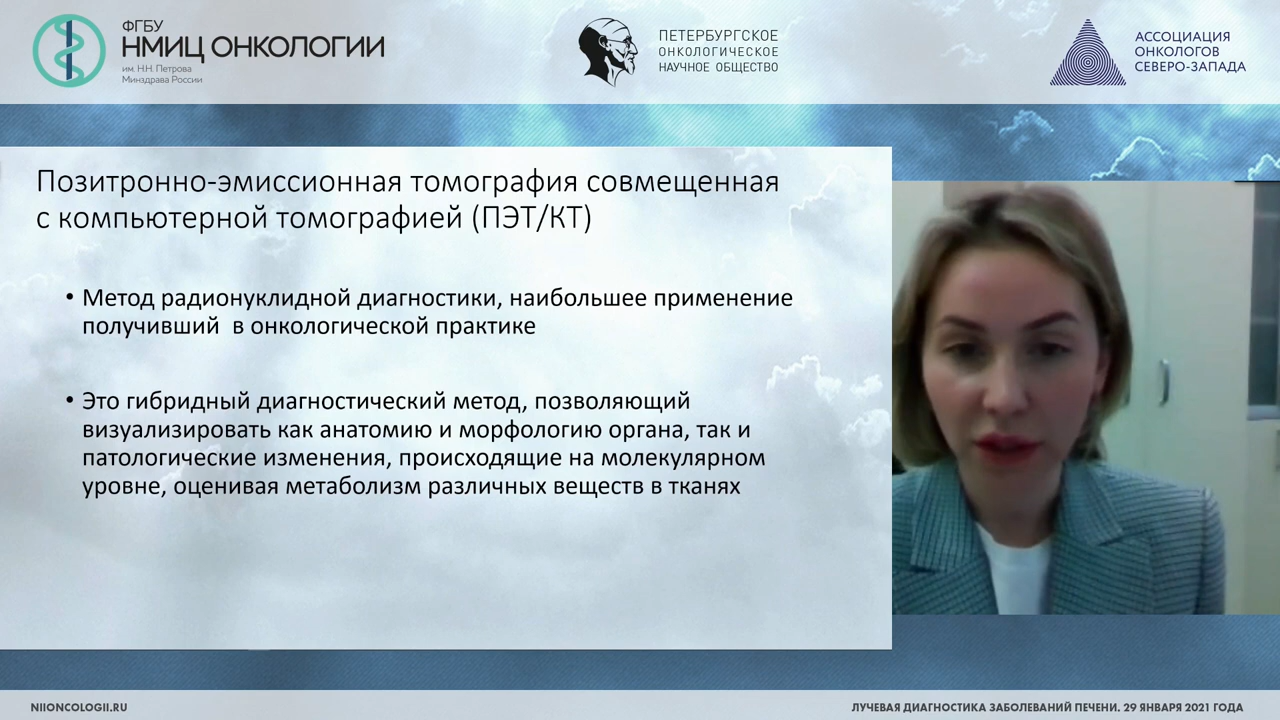 ФГБУ
НМИЦ ОНКОЛОГИИ
им. Н.Н. Петрова
Минздрава России
ПЕТЕРБУРГСКОЕ
ОНКОЛОГИЧЕСКОЕ
НАУЧНОЕ ОБЩЕСТВО
АССОЦИАЦИЯ
ОНКОЛОГОВ
СЕВЕРО-ЗАПАДА
Позитронно-эмиссионная томография совмещенная
с компьютерной томографией (ПЭТ/КТ)
• Метод радионуклидной диагностики, наибольшее применение
получивший в онкологической практике
• Это гибридный диагностический метод, позволяющий
визуализировать как анатомию и морфологию органа, так и
патологические изменения, происходящие на молекулярном
уровне, оценивая метаболизм различных веществ в тканях
NIIONCOLOGII.RU
ЛУЧЕВАЯ ДИАГНОСТИКА ЗАБОЛЕВАНИЙ ПЕЧЕНИ. 29 ЯНВАРЯ 2021 ГОДА